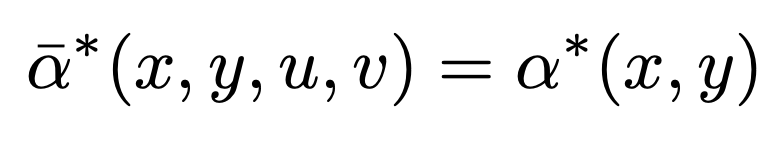 ᾱ*(x, y, u, v) = α*(x, y)